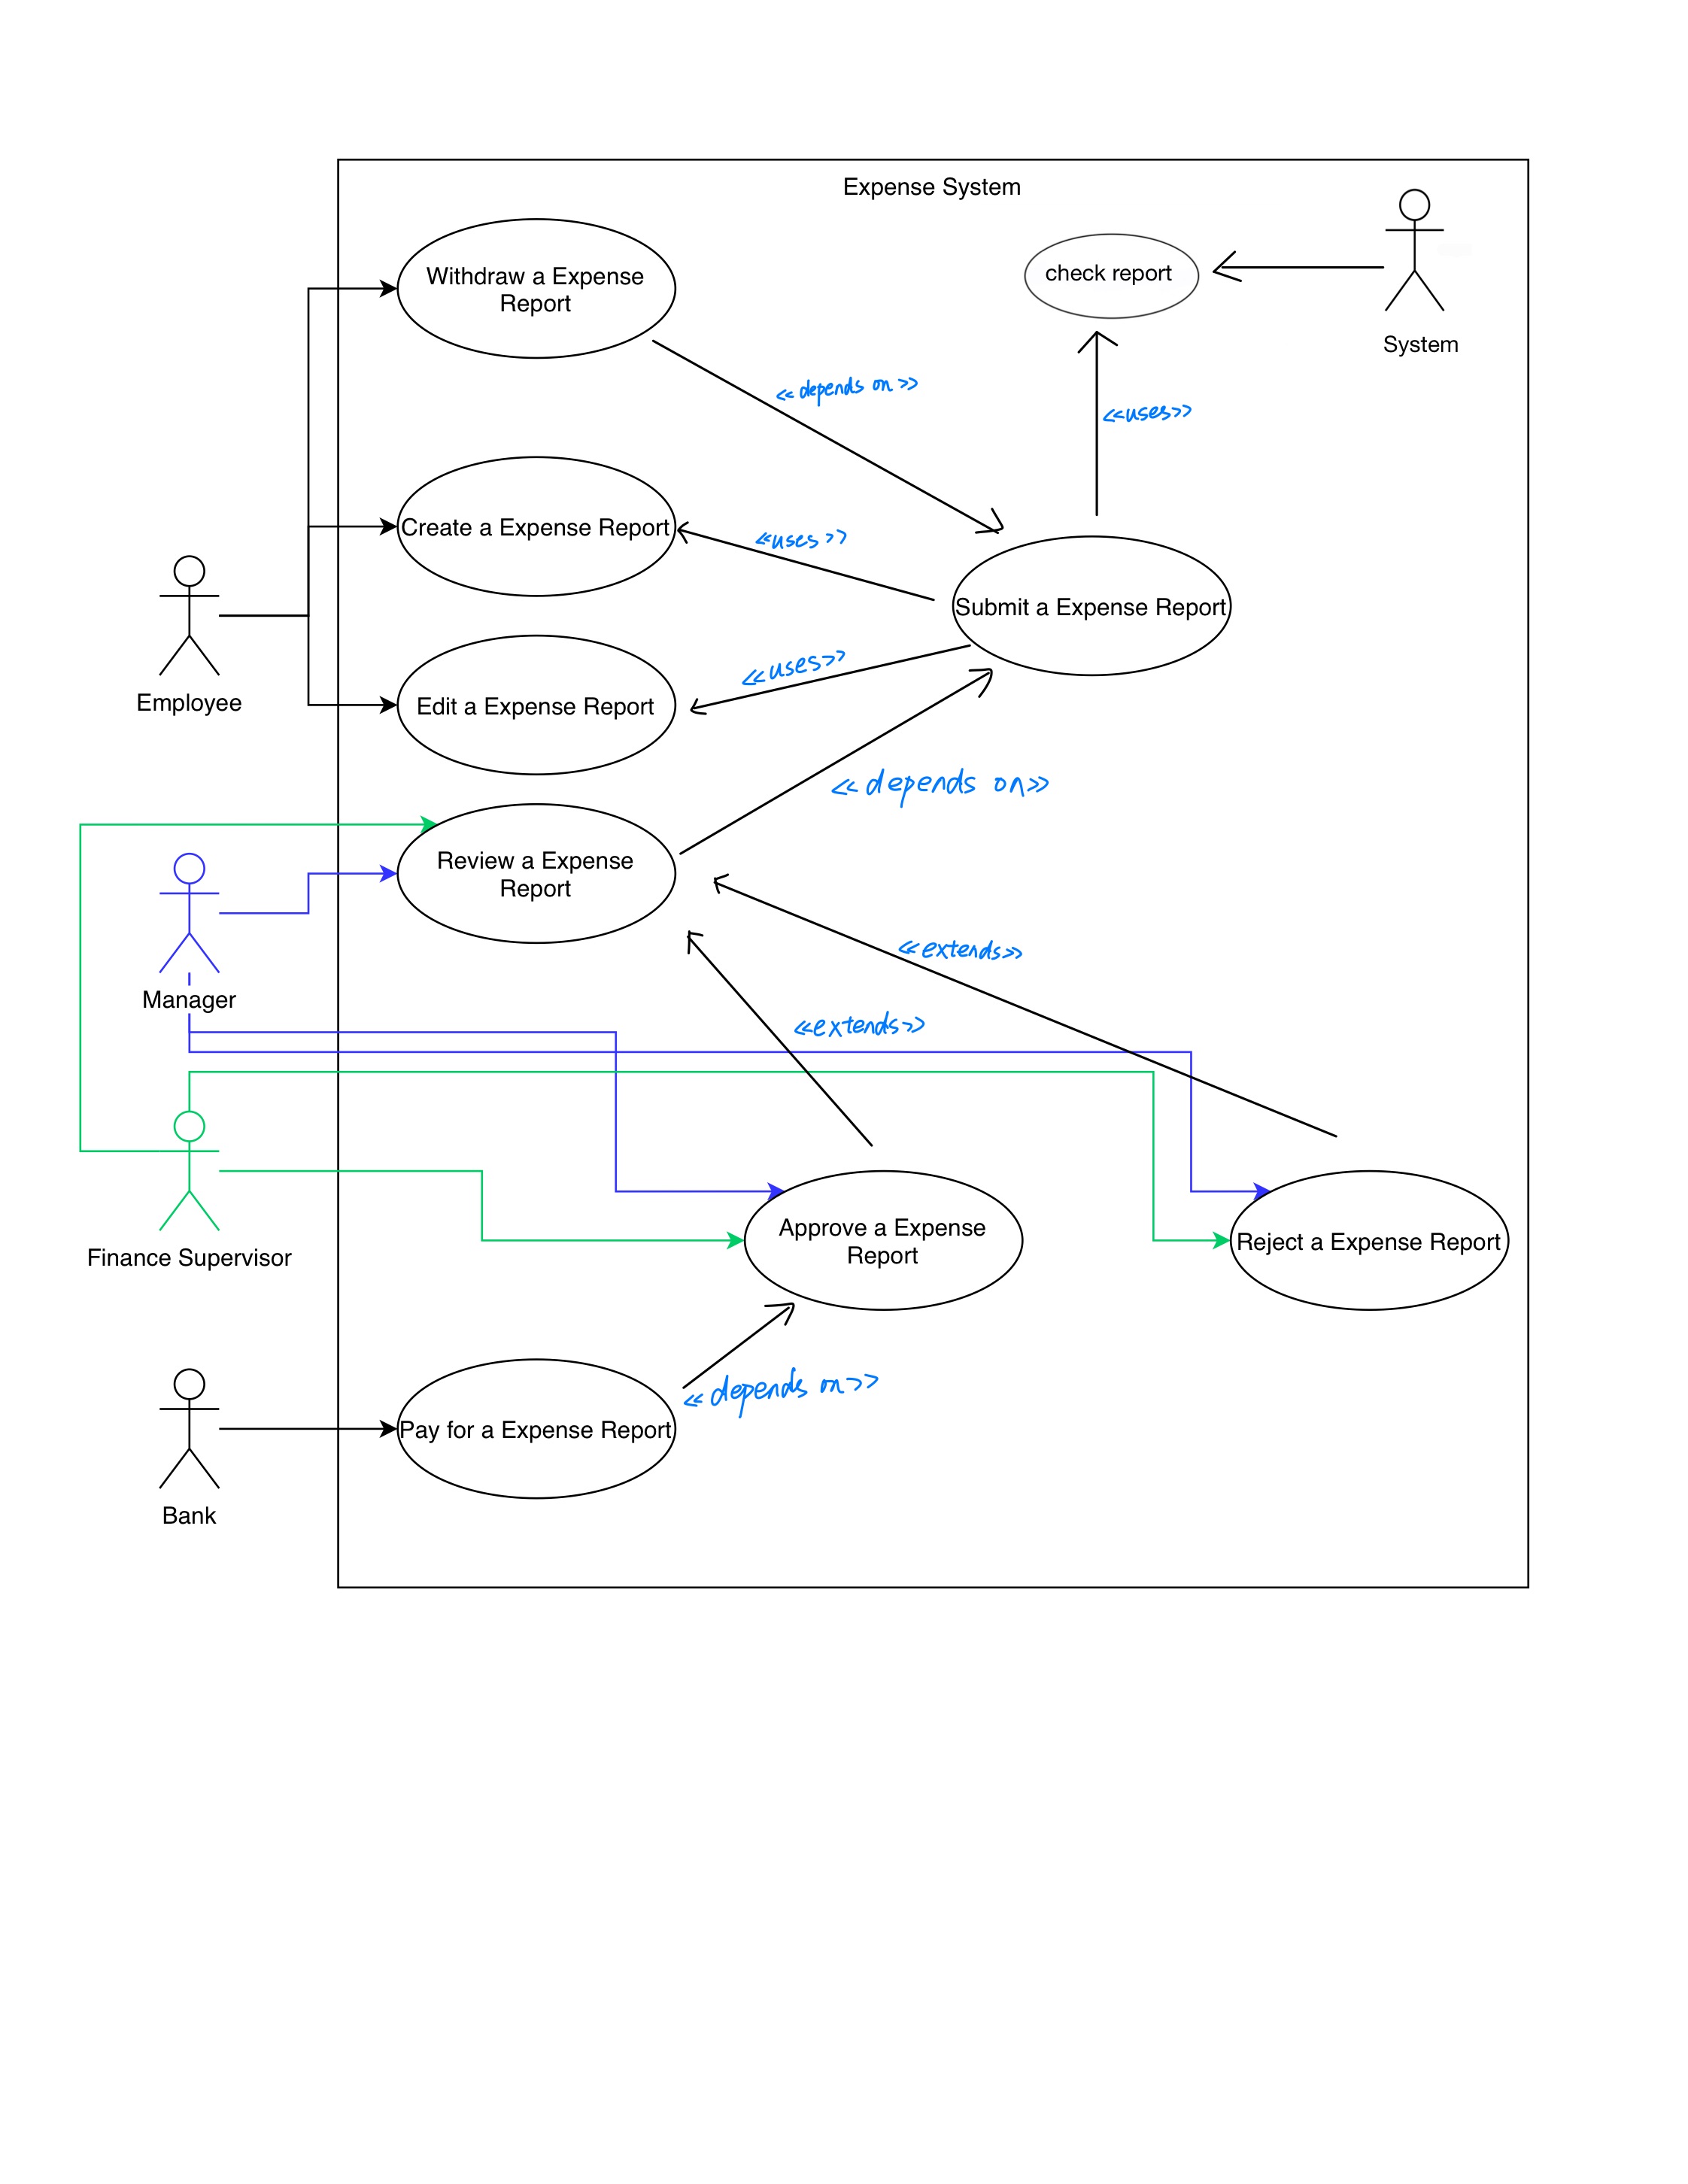 Expense System
Withdraw a Expense
Report
check report
System
<< depends on >>
<<uses>>
Create a Expense Report
<<uses>>
Submit a Expense Report
Employee
<<uses>>
Edit a Expense Report
<< depends on>>
Review a Expense
Report
Manager
<<extends>>
<<extends>>
Finance Supervisor
Approve a Expense
Report
Reject a Expense Report
<< depends on>>
Pay for a Expense Report
Bank